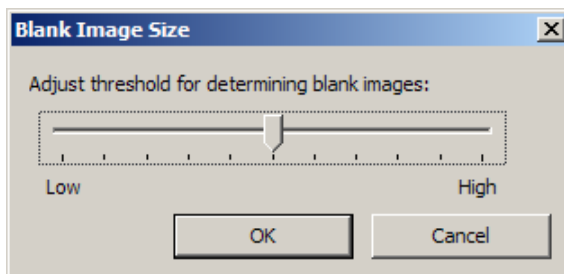 Blank Image Size
Adjust threshold for determining blank images:
Low High
OK Cancel